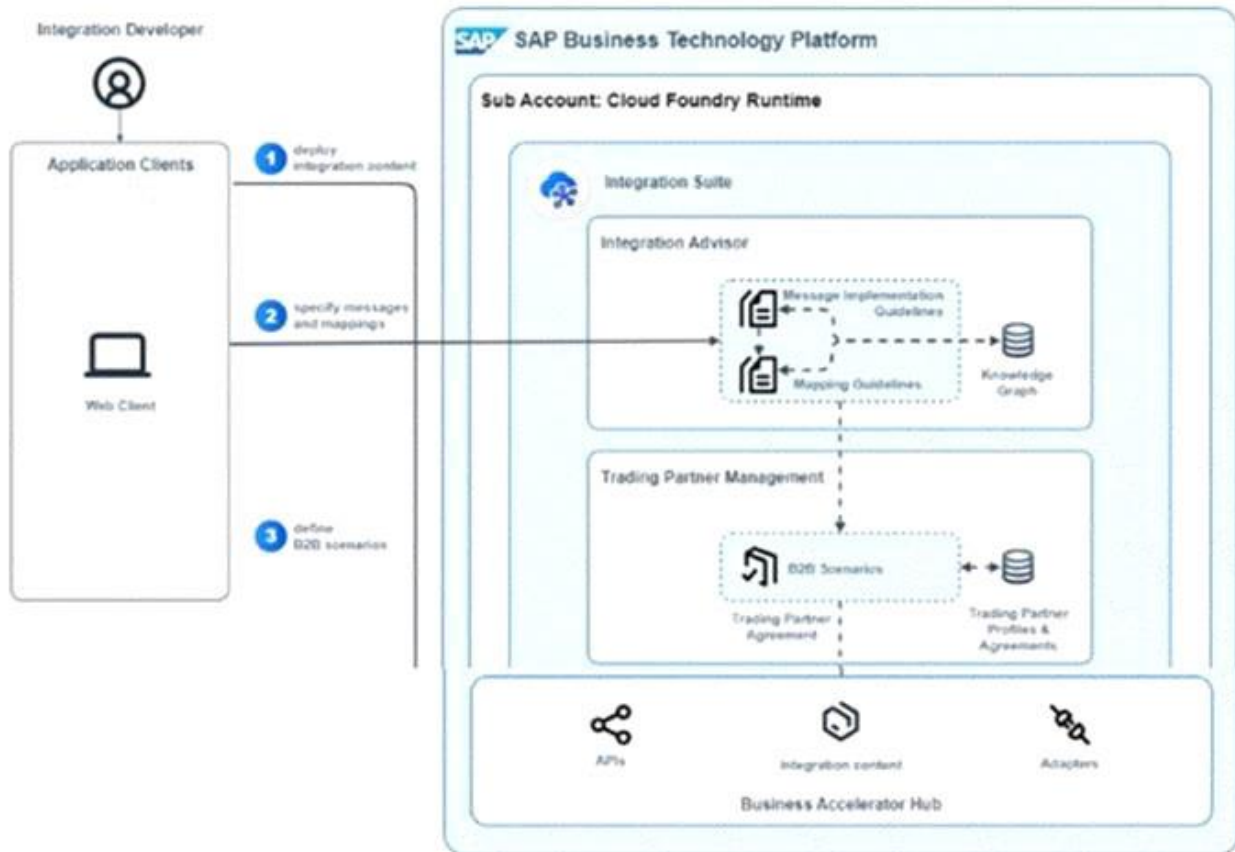 Integration Developer
SAP SAP Business Technology Platform
Sub Account: Cloud Foundry Runtime
Application Clients
1 deploy
integration content
Integration Suite
Integration Advisor
2 specify messages
and mappings
Message Implementation
Guidelines
Mapping Guidelines
Knowledge
Graph
Web Client
Trading Partner Management
3 define
B2B scenarios
B2B Scenarios
Trading Partner
Agreement
Trading Partner
Profiles &
Agreements
APIs
Integration content
Adapters
Business Accelerator Hub